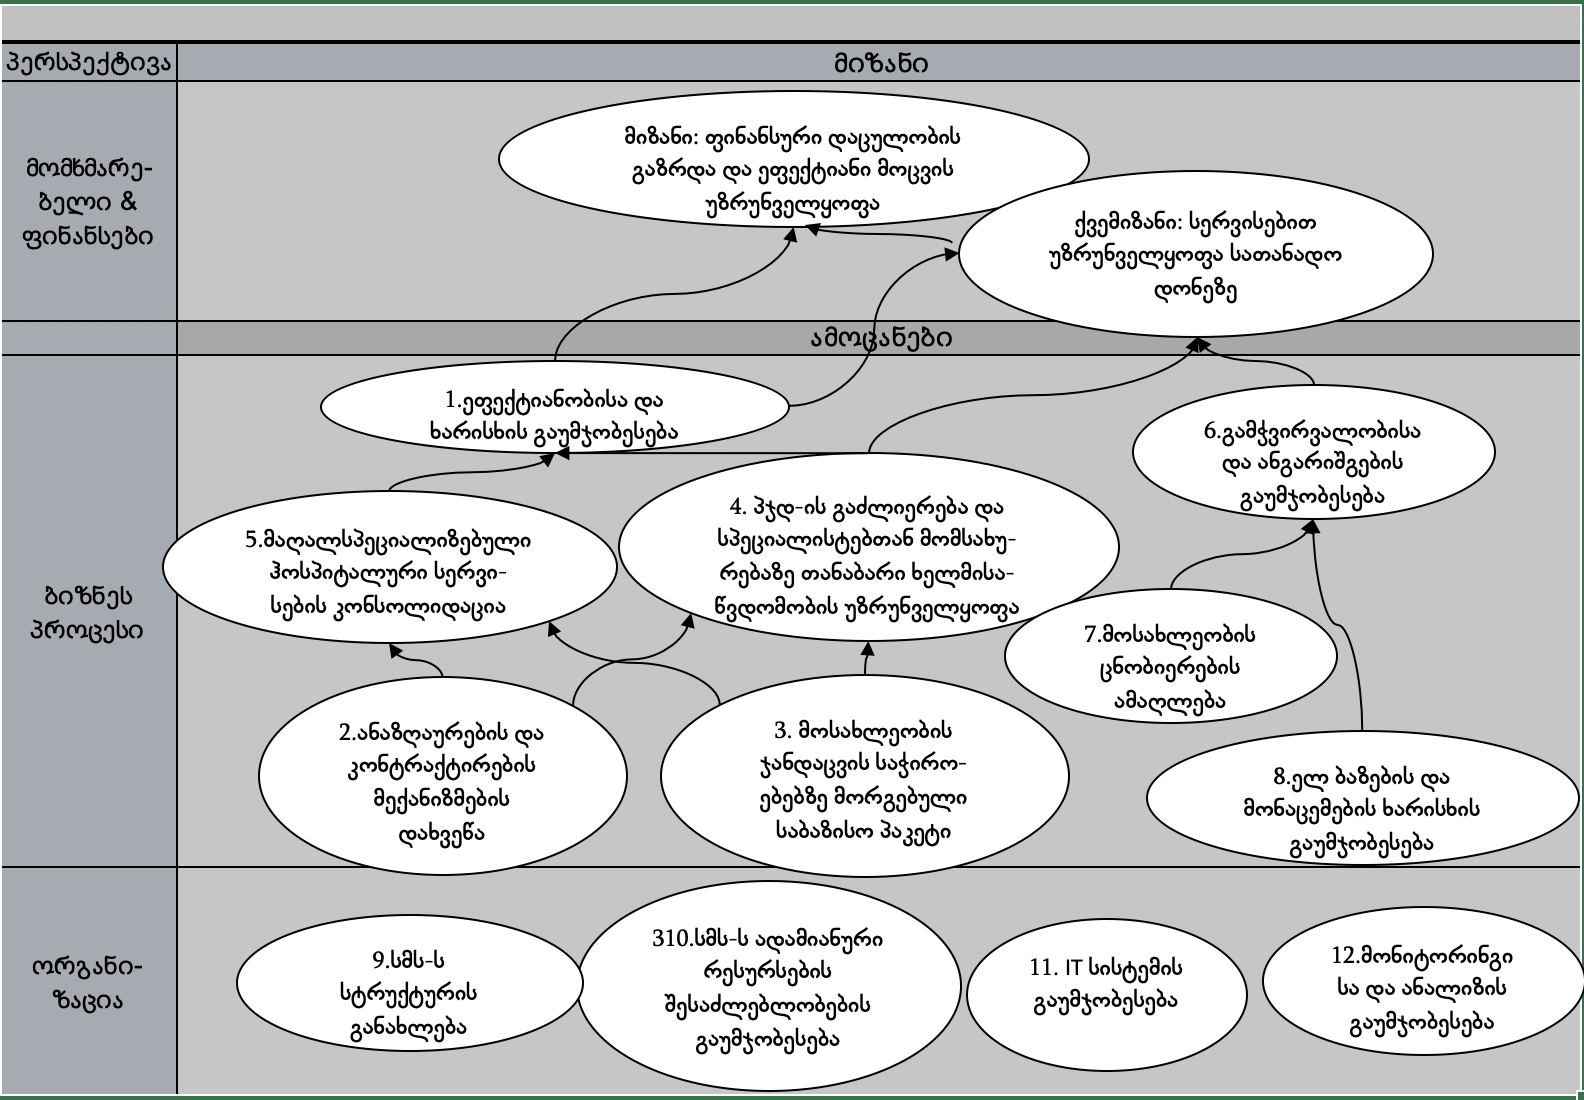 პერსპექტივა
მიზანი
მომხმარე-
ბელი &
ფინანსები
მიზანი: ფინანსური დაცულობის
გაზრდა და ეფექტიანი მოცვის
უზრუნველყოფა
ქვემიზანი: სერვისებით
უზრუნველყოფა სათანადო
დონეზე
ამოცანები
ბიზნეს
პროცესი
1.ეფექტიანობისა და
ხარისხის გაუმჯობესება
6.გამჭვირვალობისა
და ანგარიშგების
გაუმჯობესება
5.მაღალსპეციალიზებული
ჰოსპიტალური სერვი-
სების კონსოლიდაცია
4. პჯდ-ის გაძლიერება და
სპეციალისტებთან მომსახუ-
რებაზე თანაბარი ხელმისა-
წვდომობის უზრუნველყოფა
7.მოსახლეობის
ცნობიერების
ამაღლება
2.ანაზღაურების და
კონტრაქტირების
მექანიზმების
დახვეწა
3. მოსახლეობის
ჯანდაცვის საჭირო-
ებებზე მორგებული
საბაზისო პაკეტი
8.ელ ბაზების და
მონაცემების ხარისხის
გაუმჯობესება
ორგანი-
ზაცია
9.სმს-ს
სტრუქტურის
განახლება
310.სმს-ს ადამიანური
რესურსების
შესაძლებლობების
გაუმჯობესება
11. IT სისტემის
გაუმჯობესება
12.მონიტორინგი
სა და ანალიზის
გაუმჯობესება